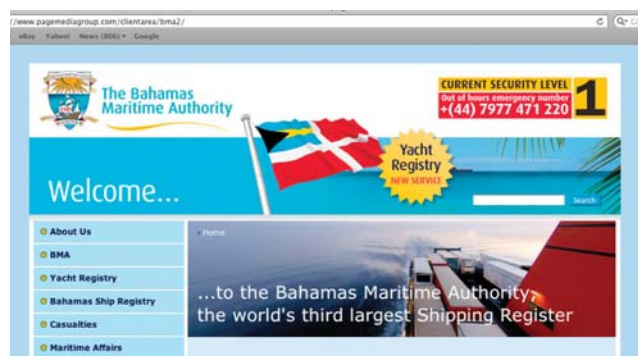 //www.pagemediagroup.com/clientarea/bma2/
eBay Yahoo! News (806) Google
The Bahamas
Maritime Authority
CURRENT SECURITY LEVEL
1
Out of hours emergency number
+(44) 7977 471 220
Yacht
Registry
NEW SERVICE
Welcome...
Search
About Us
BMA
Yacht Registry
Bahamas Ship Registry
Casualties
Maritime Affairs
Home
...to the Bahamas Maritime Authority,
the world's third largest Shipping Register